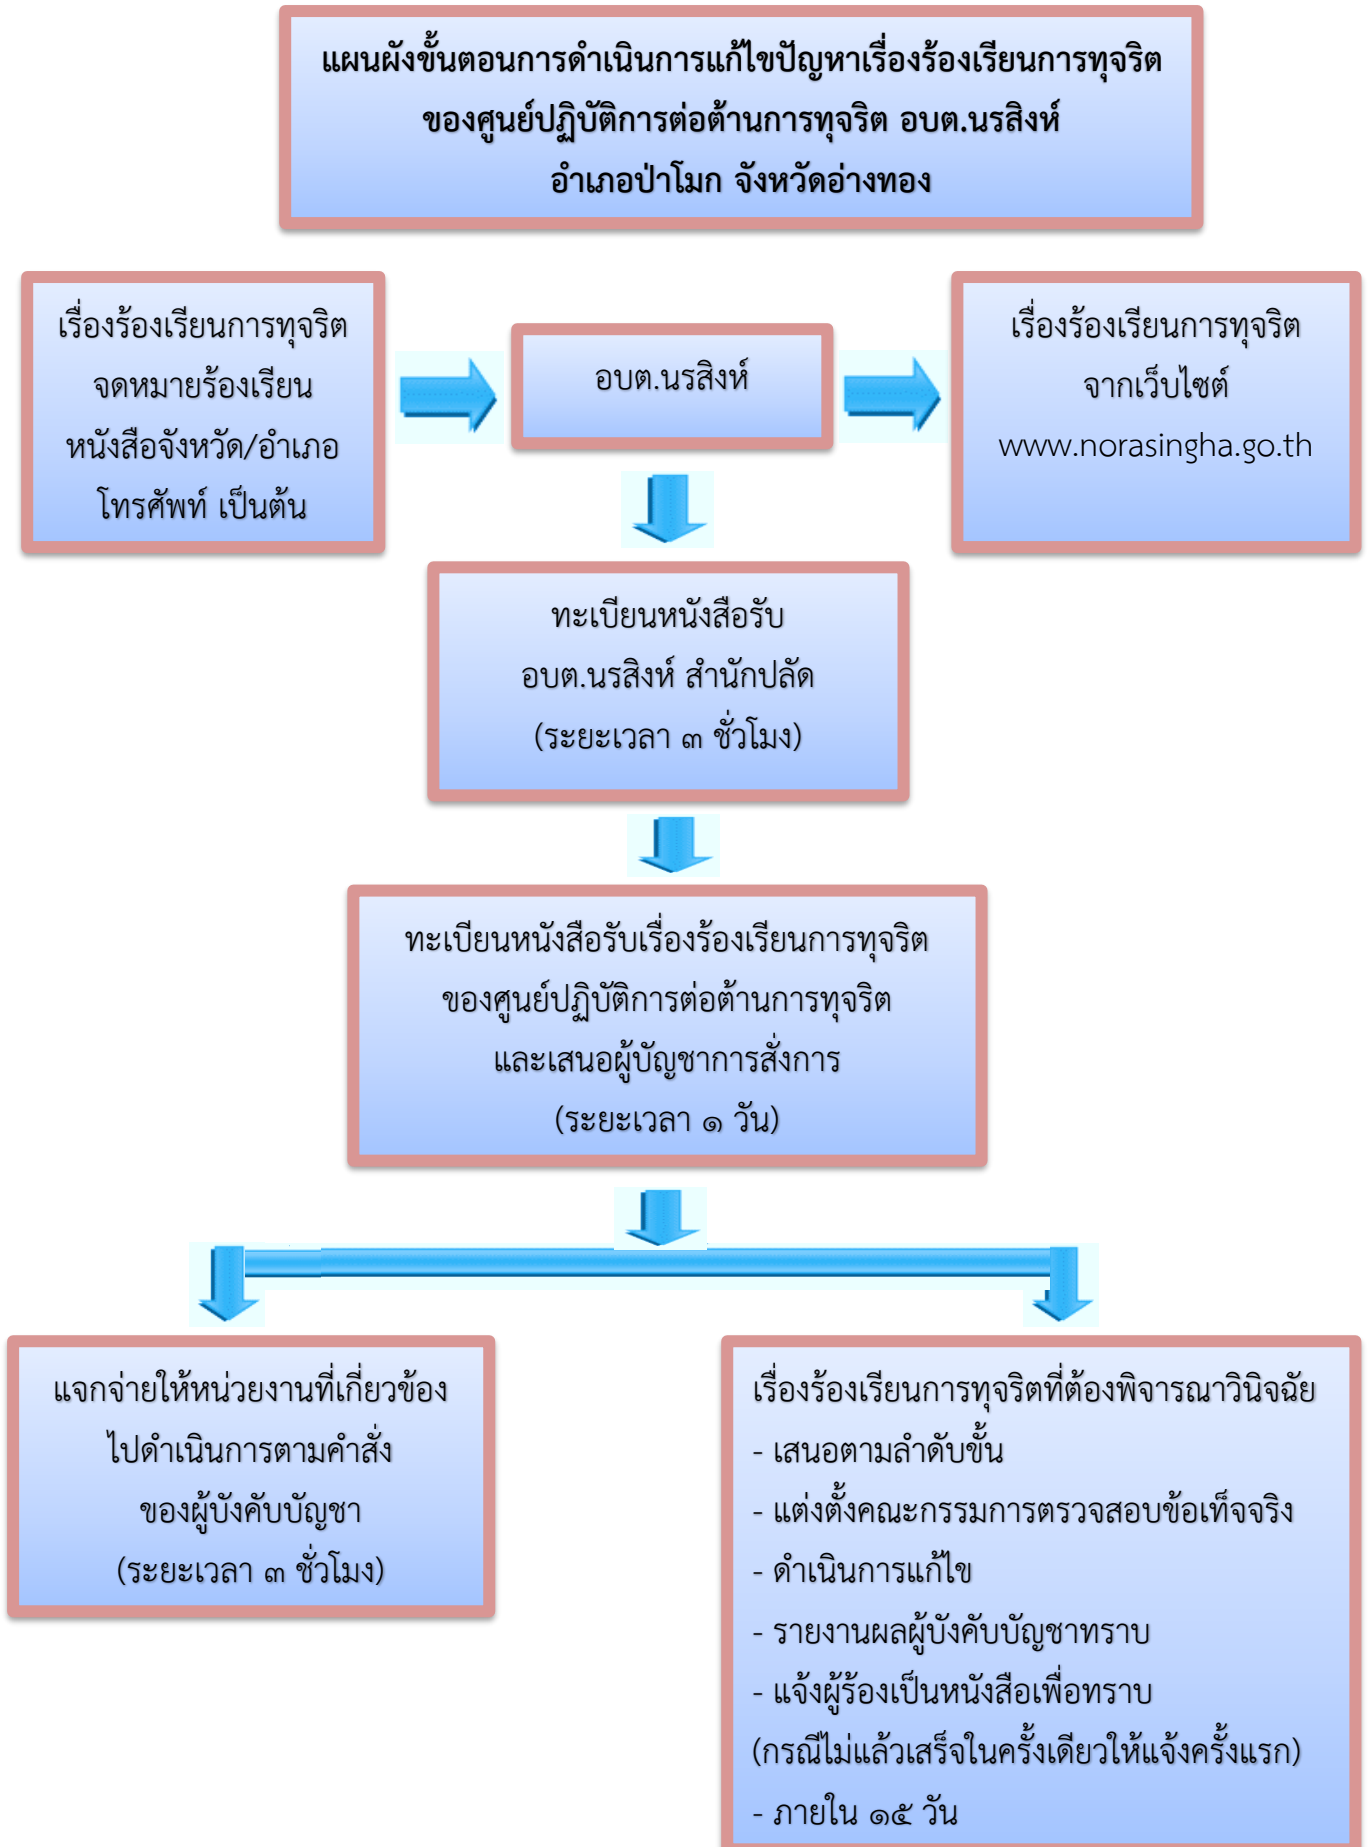 แผนผังขั้นตอนการดำเนินการแก้ไขปัญหาเรื่องร้องเรียนการทุจริต
ของศูนย์ปฏิบัติการต่อต้านการทุจริต อบต.นรสิงห์
อำเภอป่าโมก จังหวัดอ่างทอง
เรื่องร้องเรียนการทุจริต
จดหมายร้องเรียน
หนังสือจังหวัด/อำเภอ
โทรศัพท์ เป็นต้น
อบต.นรสิงห์
เรื่องร้องเรียนการทุจริต
จากเว็บไซต์
www.norasingha.go.th
ทะเบียนหนังสือรับ
อบต.นรสิงห์ สำนักปลัด
(ระยะเวลา ๓ ชั่วโมง)
ทะเบียนหนังสือรับเรื่องร้องเรียนการทุจริต
ของศูนย์ปฏิบัติการต่อต้านการทุจริต
และเสนอผู้บัญชาการสั่งการ
(ระยะเวลา ๑ วัน)
แจกจ่ายให้หน่วยงานที่เกี่ยวข้อง
ไปดำเนินการตามคำสั่ง
ของผู้บังคับบัญชา
(ระยะเวลา ๓ ชั่วโมง)
เรื่องร้องเรียนการทุจริตที่ต้องพิจารณาวินิจฉัย
- เสนอตามลำดับขั้น
- แต่งตั้งคณะกรรมการตรวจสอบข้อเท็จจริง
- ดำเนินการแก้ไข
- รายงานผลผู้บังคับบัญชาทราบ
- แจ้งผู้ร้องเป็นหนังสือเพื่อทราบ
(กรณีไม่แล้วเสร็จในครั้งเดียวให้แจ้งครั้งแรก)
- ภายใน ๑๕ วัน